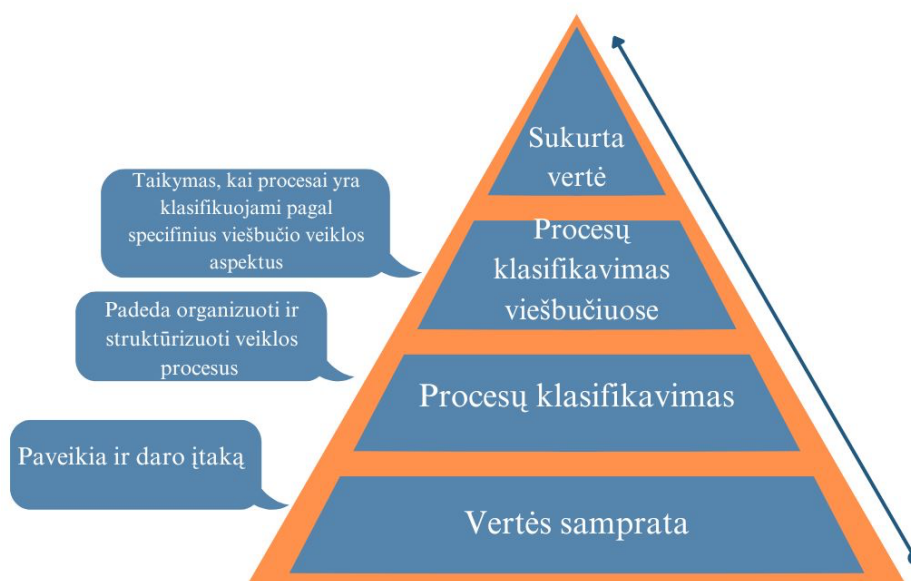 Sukurta
vertė
Taikymas, kai procesai yra
klasifikuojami pagal
specifinius viešbučio veiklos
aspektus
Procesų
klasifikavimas
viešbučiuose
Padeda organizuoti ir
struktūrizuoti veiklos
procesus
Procesų klasifikavimas
Paveikia ir daro įtaką
Vertės samprata